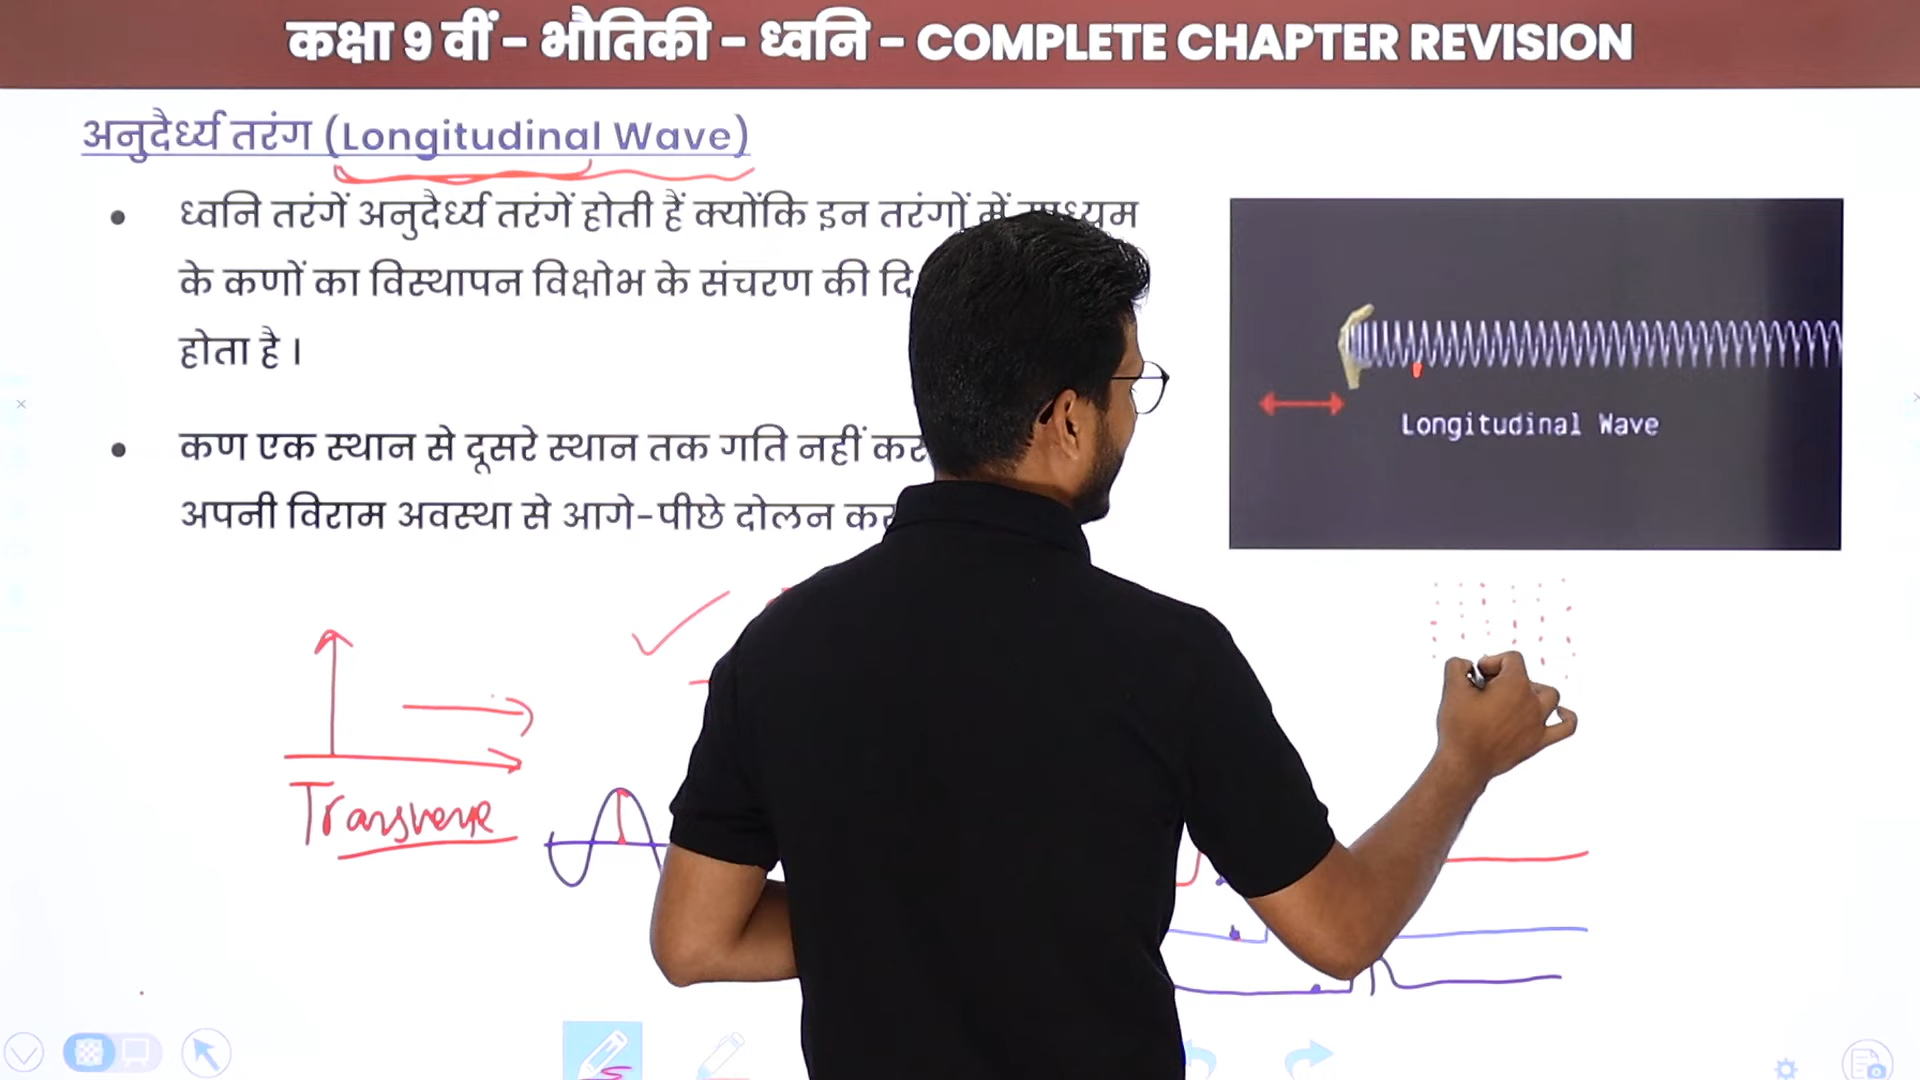 कक्षा 9 वीं - भौतिकी - ध्वनि - COMPLETE CHAPTER REVISION
अनुदैर्ध्य तरंग (Longitudinal Wave)
ध्वनि तरंगें अनुदैर्ध्य तरंगें होती हैं क्योंकि इन तरंगों में माध्यम
के कणों का विस्थापन विक्षोभ के संचरण की
होता है ।
कण एक स्थान से दूसरे स्थान तक गति नहीं
अपनी विराम अवस्था से आगे-पीछे दोलन
Longitudinal Wave
Transverse